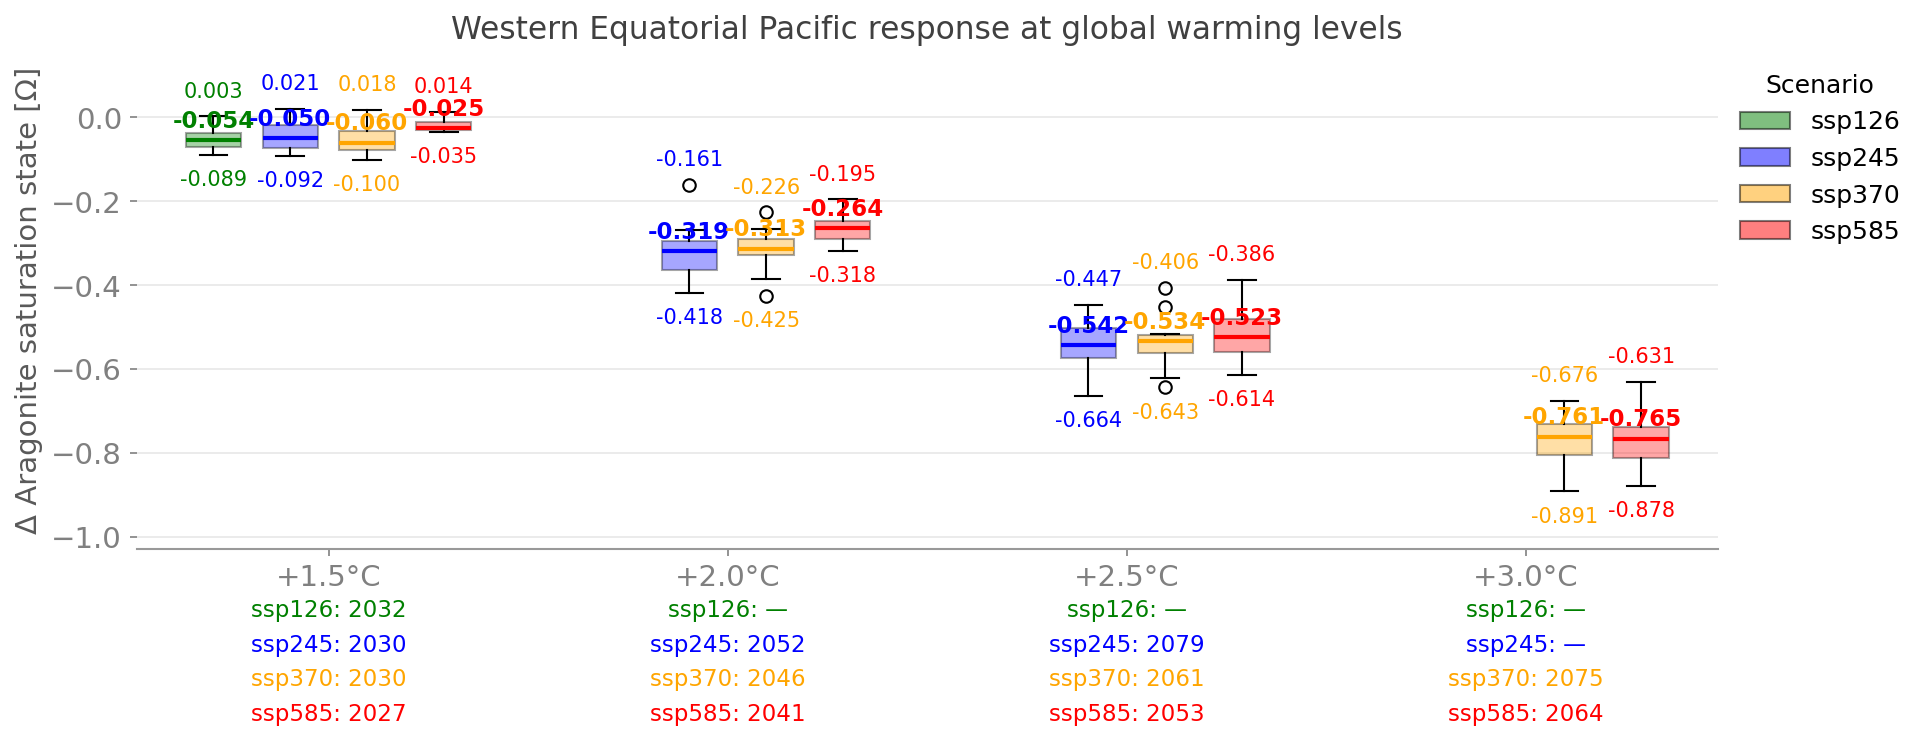 Western Equatorial Pacific response at global warming levels
Δ Aragonite saturation state [Ω]
0.0
−0.2
−0.4
−0.6
−0.8
−1.0
0.003
0.021
0.018
0.014
-0.054
-0.050
-0.060
-0.025
-0.089
-0.092
-0.100
-0.035
-0.161
-0.226
-0.195
-0.319
-0.313
-0.264
-0.418
-0.425
-0.318
-0.447
-0.406
-0.386
-0.542
-0.534
-0.523
-0.664
-0.643
-0.614
-0.676
-0.631
-0.761
-0.765
-0.891
-0.878
Scenario
ssp126
ssp245
ssp370
ssp585
+1.5°C
ssp126: 2032
ssp245: 2030
ssp370: 2030
ssp585: 2027
+2.0°C
ssp126: —
ssp245: 2052
ssp370: 2046
ssp585: 2041
+2.5°C
ssp126: —
ssp245: 2079
ssp370: 2061
ssp585: 2053
+3.0°C
ssp126: —
ssp245: —
ssp370: 2075
ssp585: 2064